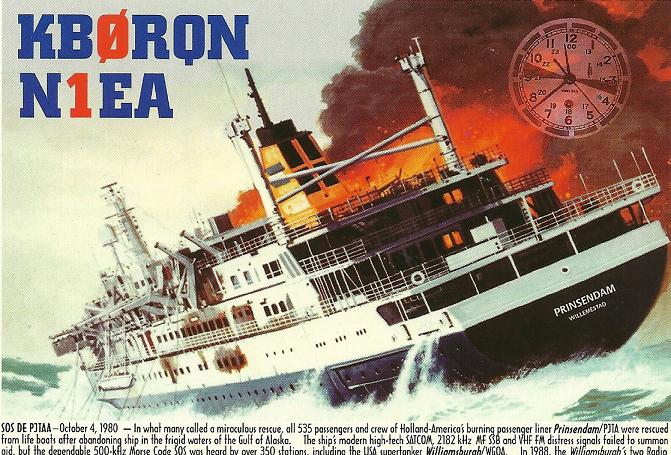 KBØRQN
N1EA
PRINSENDAM
WILLEMSTAD
SOS DE PJTAA – October 4, 1980 — In what many called a miraculous rescue, all 535 passengers and crew of Holland-America's burning passenger liner Prinsendam/PJTA were rescued
from life boats after abandoning ship in the frigid waters of the Gulf of Alaska. The ship's modern high-tech SATCOM, 2182 kHz MF SSB and VHF FM distress signals failed to summon
aid, but the dependable 500-kHz Morse Code SOS was heard by over 350 stations, including the USA supertanker Williamsburgh/WGOA. In 1988, the Williamsburgh's two Radio